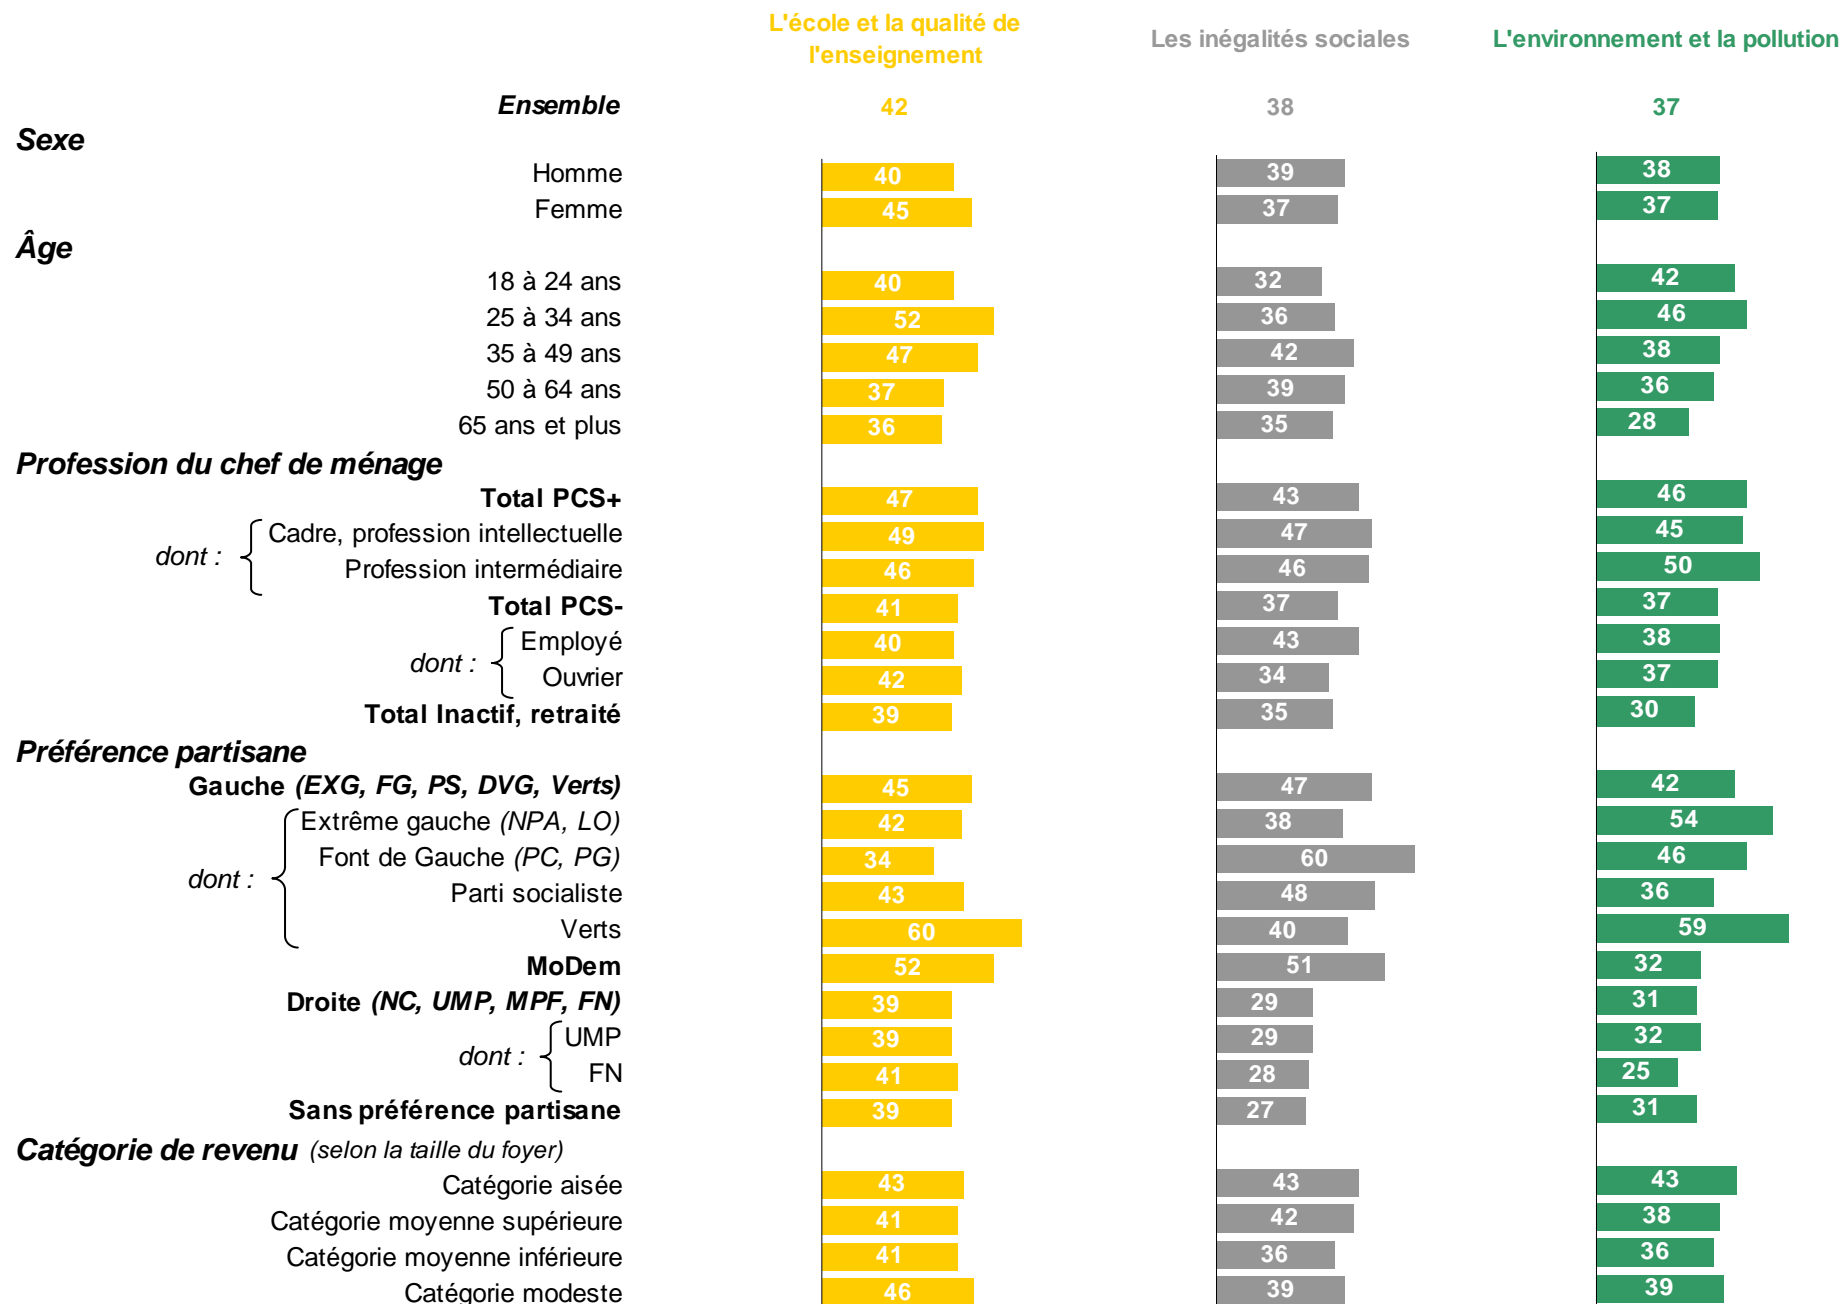 L'école et la qualité de
l'enseignement
Les inégalités sociales
L'environnement et la pollution
Ensemble 42 38 37
Sexe
Homme 40 39 38
Femme 45 37 37
Âge
18 à 24 ans 40 32 42
25 à 34 ans 52 36 46
35 à 49 ans 47 42 38
50 à 64 ans 37 39 36
65 ans et plus 36 35 28
Profession du chef de ménage
Total PCS+ 47 43 46
dont :
Cadre, profession intellectuelle 49 47 45
Profession intermédiaire 46 46 50
Total PCS- 41 37 37
dont :
Employé 40 43 38
Ouvrier 42 34 37
Total Inactif, retraité 39 35 30
Préférence partisane
Gauche (EXG, FG, PS, DVG, Verts) 45 47 42
dont :
Extrême gauche (NPA, LO) 42 38 54
Font de Gauche (PC, PG) 34 60 46
Parti socialiste 43 48 36
Verts 60 40 59
MoDem 52 51 32
Droite (NC, UMP, MPF, FN) 39 29 31
dont :
UMP 39 29 32
FN 41 28 25
Sans préférence partisane 39 27 31
Catégorie de revenu (selon la taille du foyer)
Catégorie aisée 43 43 43
Catégorie moyenne supérieure 41 42 38
Catégorie moyenne inférieure 41 36 36
Catégorie modeste 46 39 39